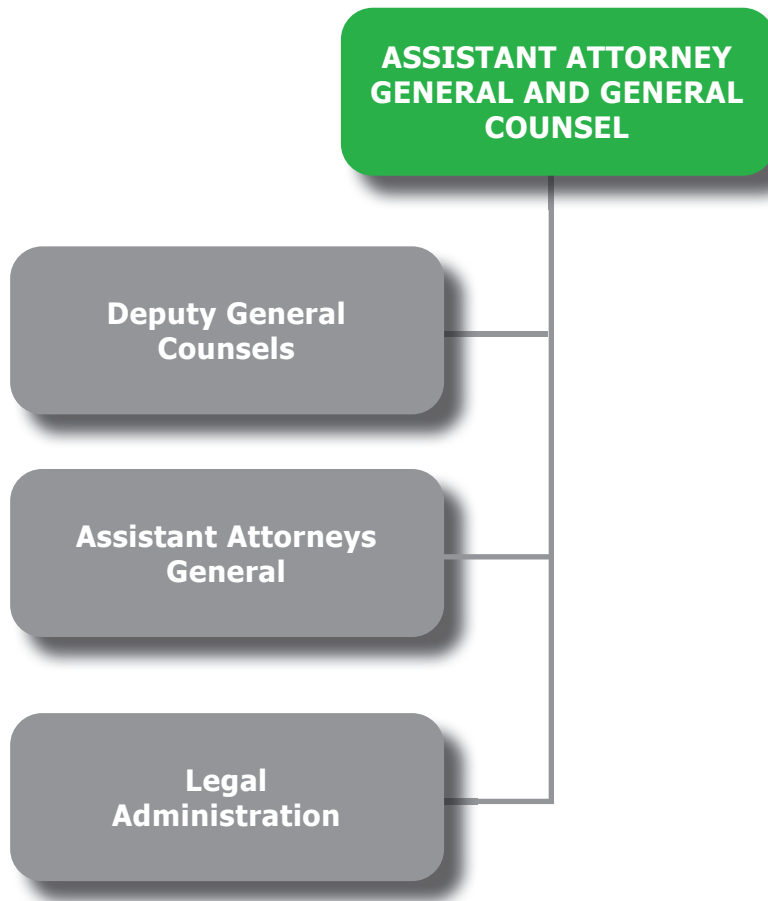 ASSISTANT ATTORNEY
GENERAL AND GENERAL
COUNSEL
Deputy General
Counsels
Assistant Attorneys
General
Legal
Administration